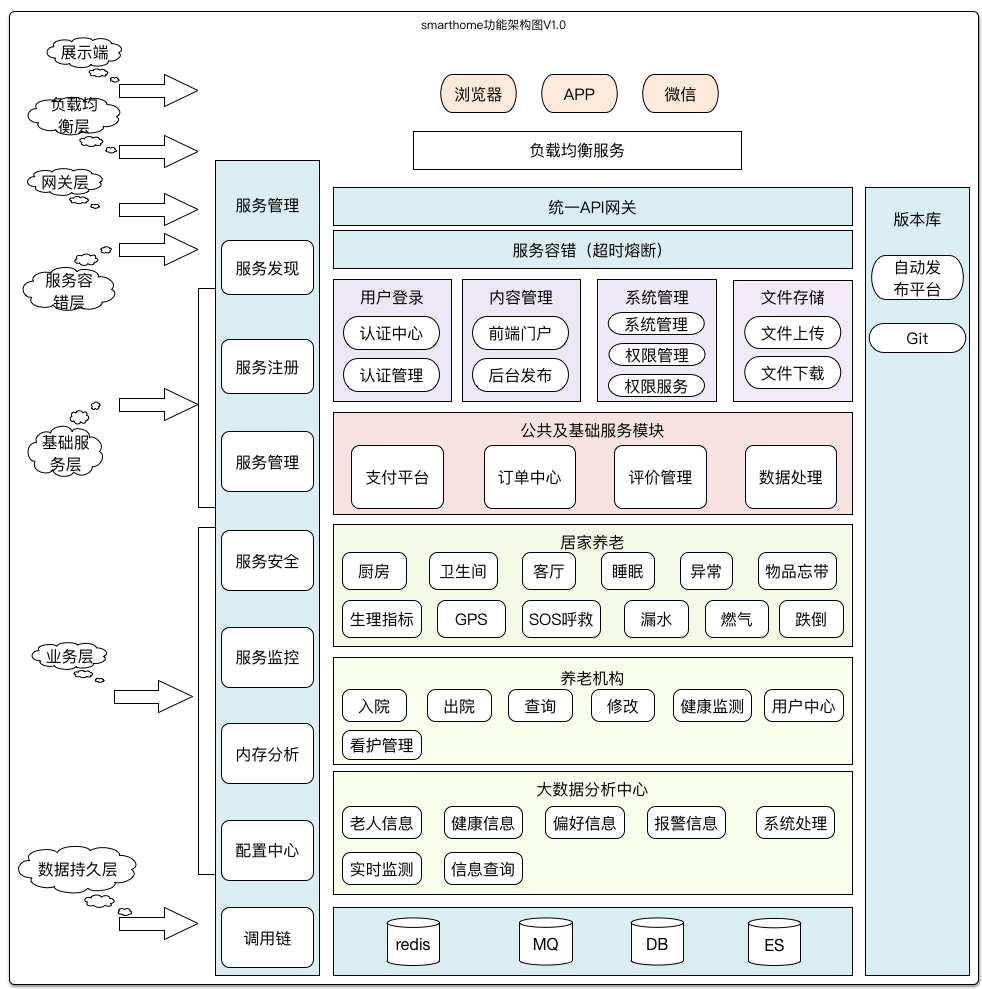 smarthome功能架构图V1.0
展示端
负载均
衡层
网关层
服务容
错层
基础服
务层
业务层
数据持久层
浏览器
APP
微信
负载均衡服务
服务管理
服务发现
服务注册
服务管理
服务安全
服务监控
内存分析
配置中心
调用链
统一API网关
服务容错（超时熔断）
用户登录
认证中心
认证管理
内容管理
前端门户
后台发布
系统管理
系统管理
权限管理
权限服务
文件存储
文件上传
文件下载
公共及基础服务模块
支付平台
订单中心
评价管理
数据处理
居家养老
厨房
卫生间
客厅
睡眠
异常
物品忘带
生理指标
GPS
SOS呼救
漏水
燃气
跌倒
养老机构
入院
出院
查询
修改
健康监测
用户中心
看护管理
大数据分析中心
老人信息
健康信息
偏好信息
报警信息
系统处理
实时监测
信息查询
redis
MQ
DB
ES
版本库
自动发
布平台
Git